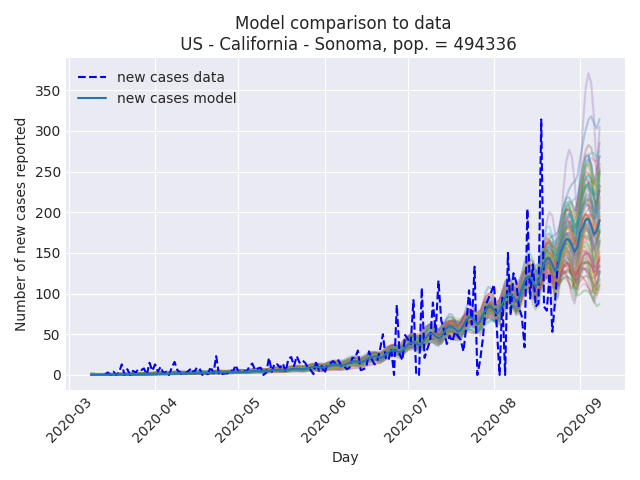 Model comparison to data
US - California - Sonoma, pop. = 494336
new cases data
new cases model
Number of new cases reported
350
300
250
200
150
100
50
0
2020-03
2020-04
2020-05
2020-06
2020-07
2020-08
2020-09
Day